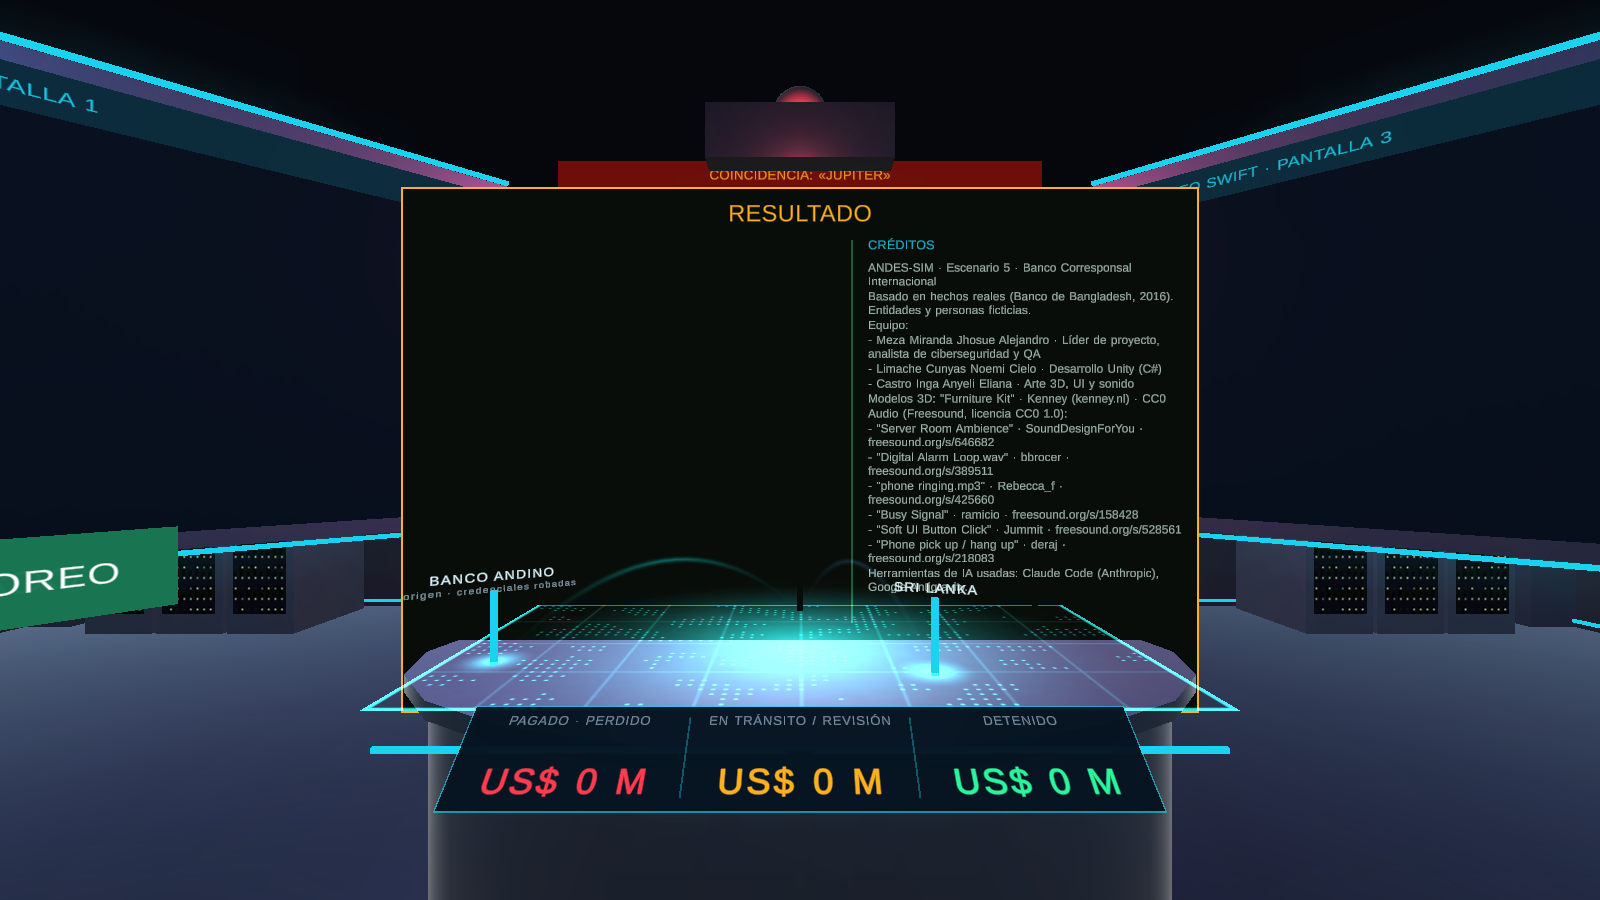 TALLA 1
TO SWIFT · PANTALLA 3
COINCIDENCIA: «JUPITER»
RESULTADO
CRÉDITOS
ANDES-SIM · Escenario 5 · Banco Corresponsal
Internacional
Basado en hechos reales (Banco de Bangladesh, 2016).
Entidades y personas ficticias.
Equipo:
- Meza Miranda Jhosue Alejandro · Líder de proyecto,
analista de ciberseguridad y QA
- Limache Cunyas Noemi Cielo · Desarrollo Unity (C#)
- Castro Inga Anyeli Eliana · Arte 3D, UI y sonido
Modelos 3D: "Furniture Kit" · Kenney (kenney.nl) · CC0
Audio (Freesound, licencia CC0 1.0):
- "Server Room Ambience" · SoundDesignForYou ·
freesound.org/s/646682
- "Digital Alarm Loop.wav" · bbrocer ·
freesound.org/s/389511
- "phone ringing.mp3" · Rebecca_f ·
freesound.org/s/425660
- "Busy Signal" · ramicio · freesound.org/s/158428
- "Soft UI Button Click" · Jummit · freesound.org/s/528561
- "Phone pick up / hang up" · deraj ·
freesound.org/s/218083
Herramientas de IA usadas: Claude Code (Anthropic),
Google
OREO
BANCO ANDINO
origen · credenciales robadas
SRI LANKA
PAGADO · PERDIDO
EN TRÁNSITO / REVISIÓN
DETENIDO
US$ 0 M
US$ 0 M
US$ 0 M